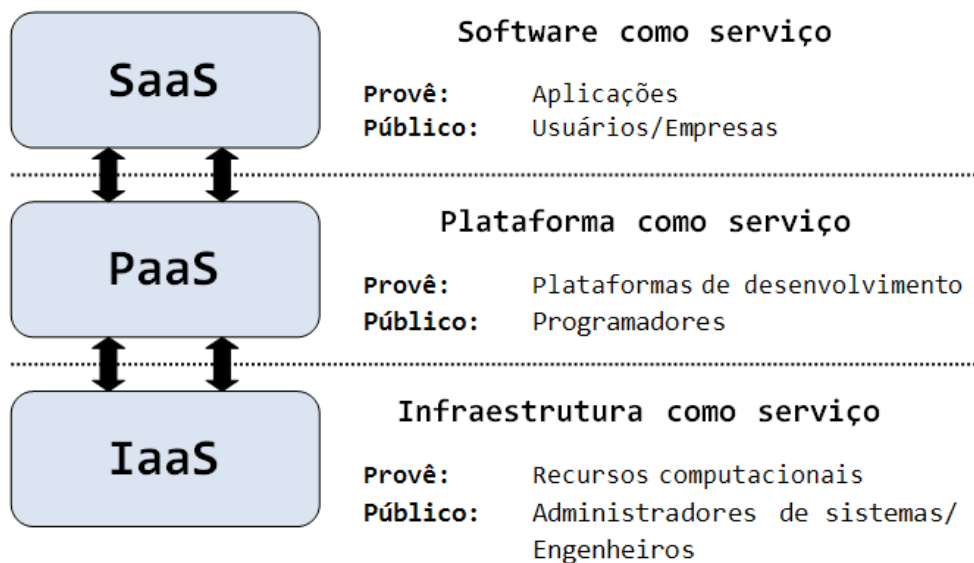 SaaS
Software como serviço
Provê: Aplicações
Público: Usuários/Empresas
PaaS
Plataforma como serviço
Provê: Plataformas de desenvolvimento
Público: Programadores
IaaS
Infraestrutura como serviço
Provê: Recursos computacionais
Público: Administradores de sistemas/
Engenheiros